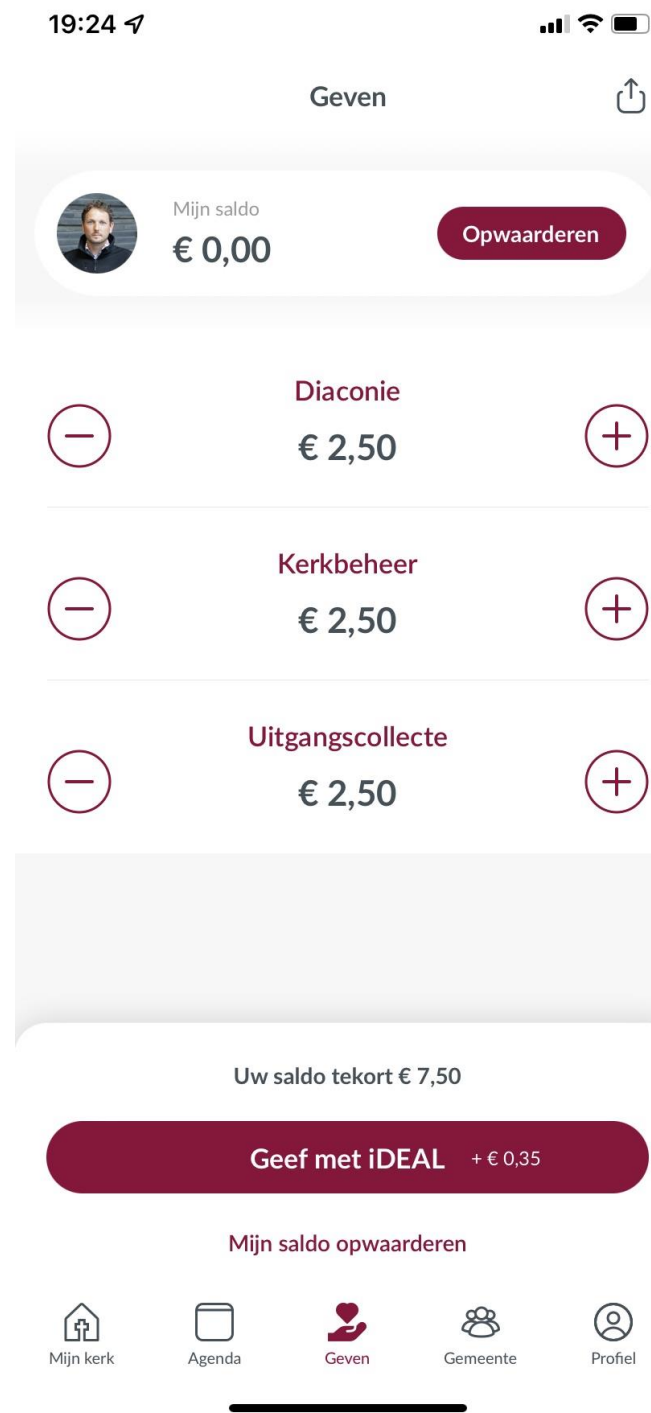 19:24
Geven
Mijn saldo
€ 0,00
Opwaarderen
Diaconie
€ 2,50
Kerkbeheer
€ 2,50
Uitgangscollecte
€ 2,50
Uw saldo tekort € 7,50
Geef met iDEAL + € 0,35
Mijn saldo opwaarderen
Mijn kerk Agenda Geven Gemeente Profiel